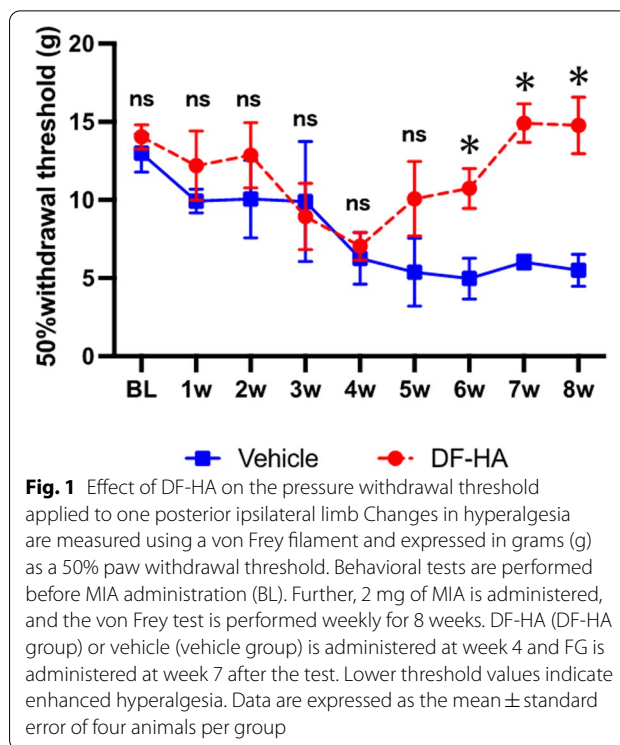 50%withdrawal threshold (g)
20
15
10
5
0
ns
ns
ns
ns
ns
ns
*
*
*
BL 1w 2w 3w 4w 5w 6w 7w 8w
Vehicle DF-HA
Fig. 1 Effect of DF-HA on the pressure withdrawal threshold
applied to one posterior ipsilateral limb Changes in hyperalgesia
are measured using a von Frey filament and expressed in grams (g)
as a 50% paw withdrawal threshold. Behavioral tests are performed
before MIA administration (BL). Further, 2 mg of MIA is administered,
and the von Frey test is performed weekly for 8 weeks. DF-HA (DF-HA
group) or vehicle (vehicle group) is administered at week 4 and FG is
administered at week 7 after the test. Lower threshold values indicate
enhanced hyperalgesia. Data are expressed as the mean ± standard
error of four animals per group